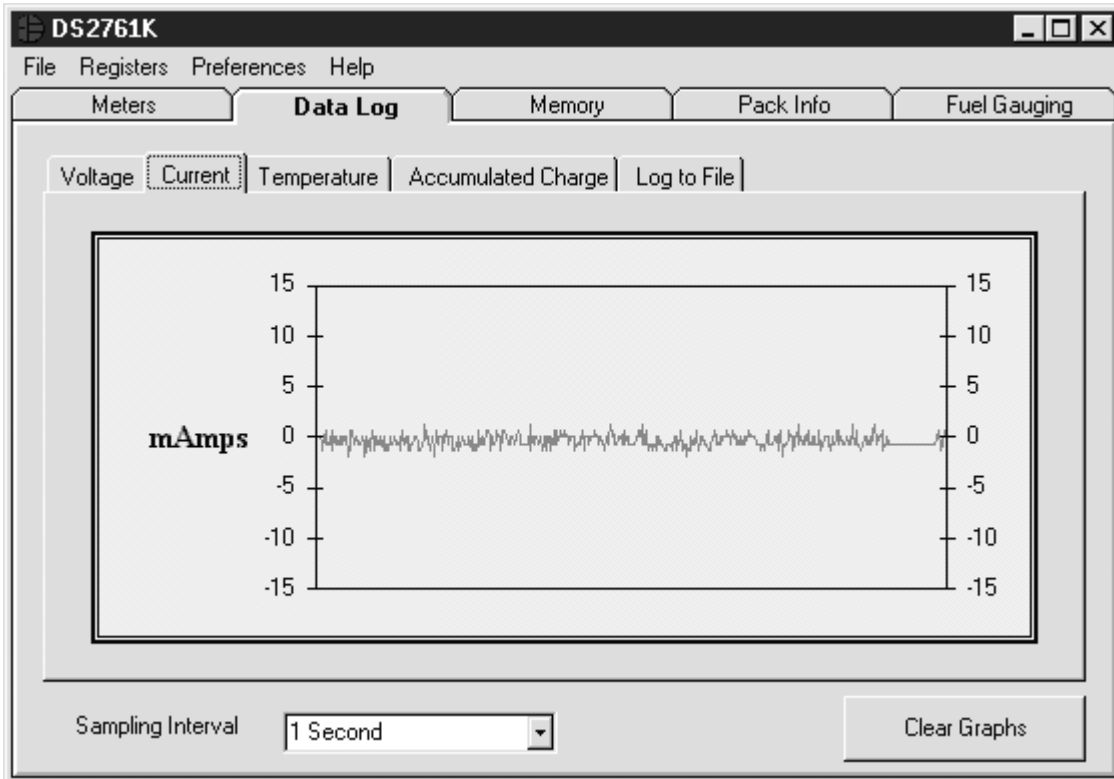 DS2761K
File Registers Preferences Help
Meters Data Log Memory Pack Info Fuel Gauging
Voltage Current Temperature Accumulated Charge Log to File
15 15
10 10
5 5
mAmps 0 0
-5 -5
-10 -10
-15 -15
Sampling Interval 1 Second Clear Graphs